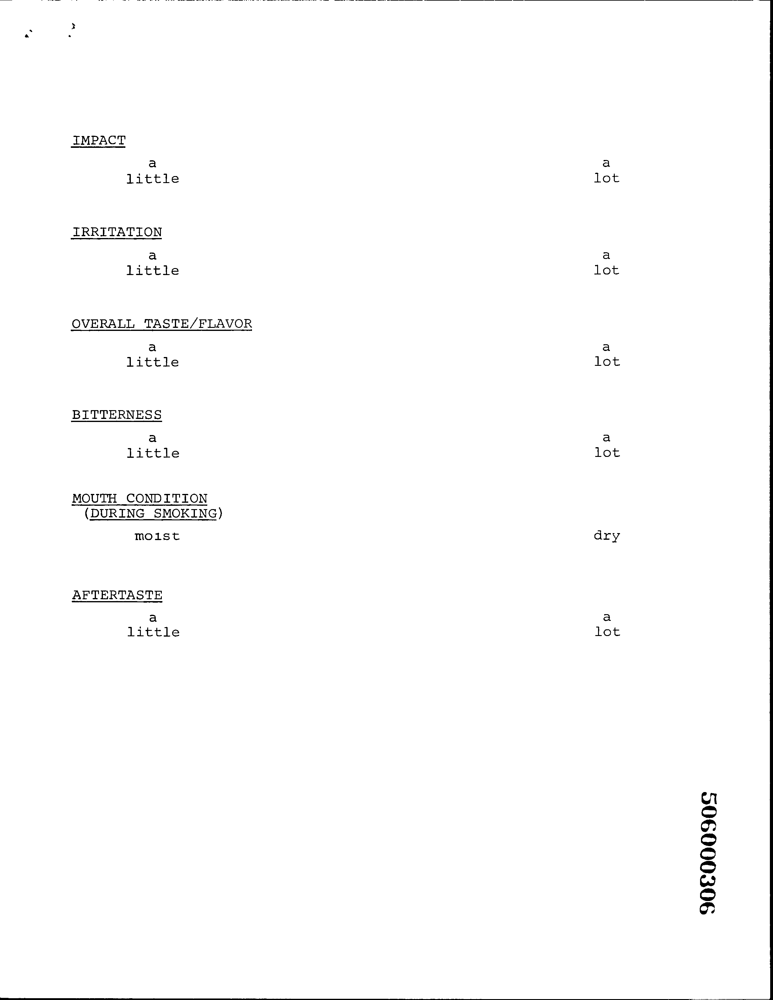 IMPACT
a a
little lot
IRRITATION
a a
little lot
OVERALL TASTE/FLAVOR
a a
little lot
BITTERNESS
a a
little lot
MOUTH CONDITION
(DURING SMOKING)
moist dry
AFTERTASTE
a a
little lot
506000306